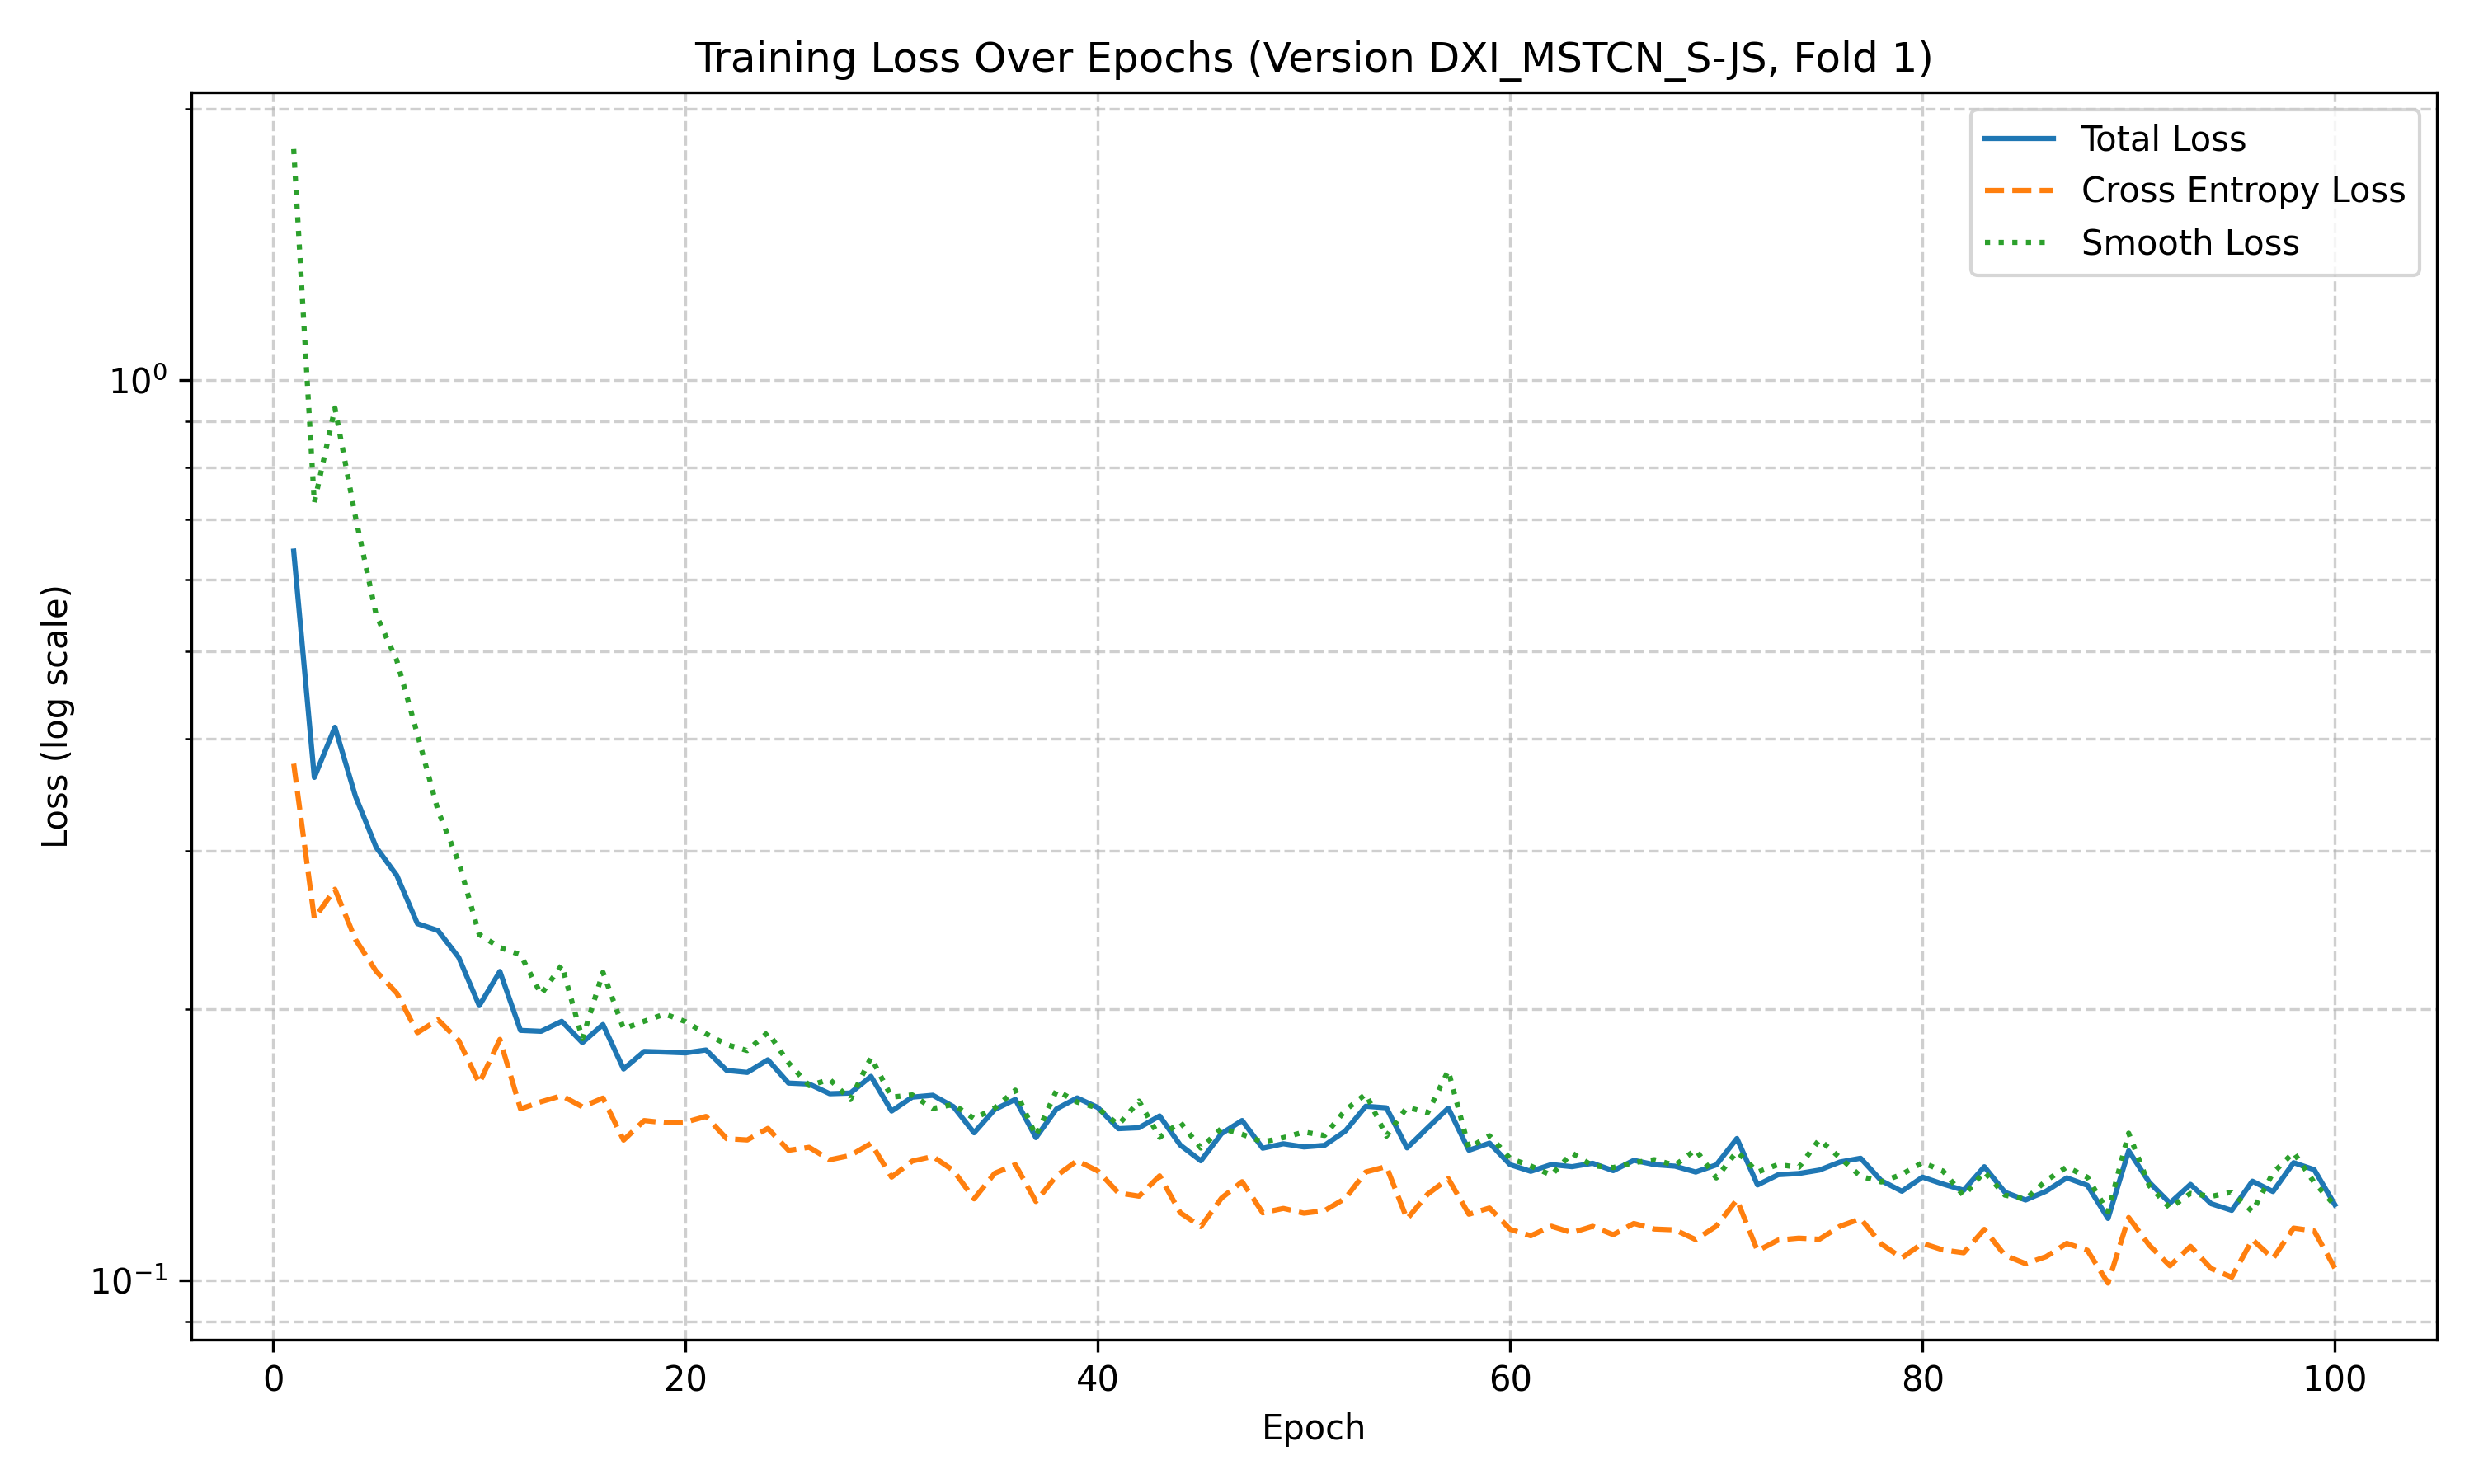 Training Loss Over Epochs (Version DXI_MSTCN_S-JS, Fold 1)
Total Loss
Cross Entropy Loss
Smooth Loss
10⁰
10⁻¹
Loss (log scale)
0 20 40 60 80 100
Epoch